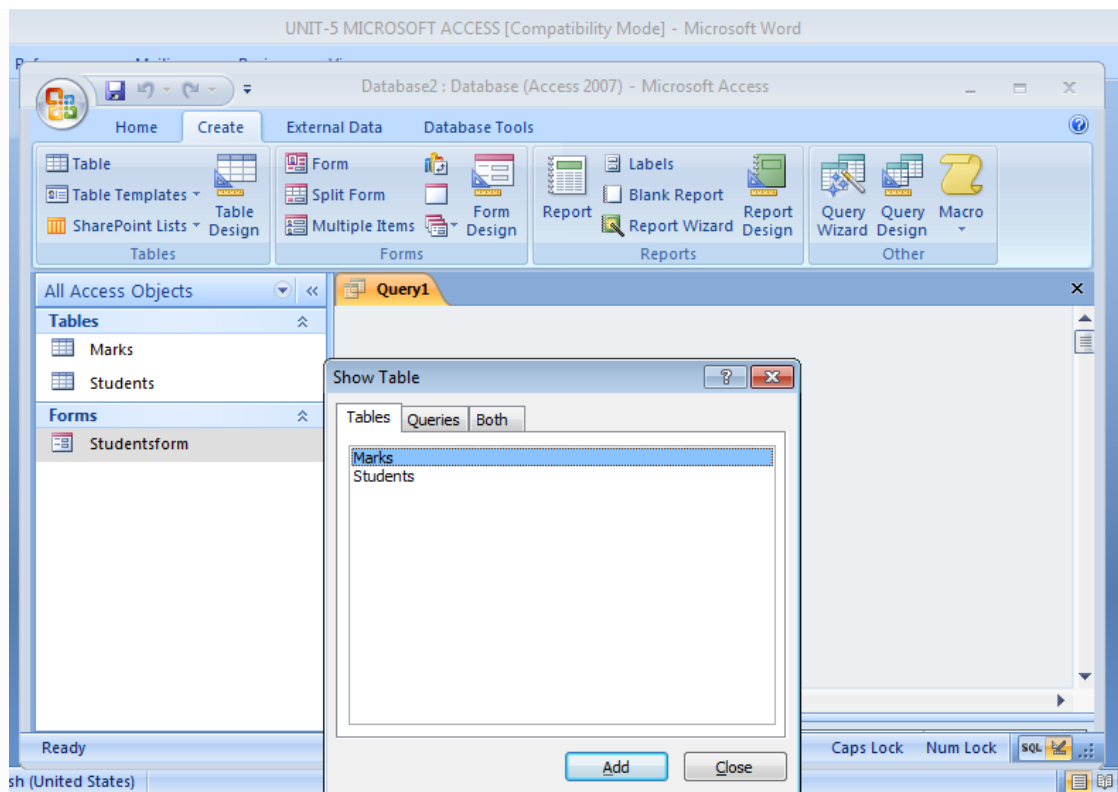 UNIT-5 MICROSOFT ACCESS [Compatibility Mode] - Microsoft Word
Database2 : Database (Access 2007) - Microsoft Access
Home Create External Data Database Tools
Table
Table Templates
SharePoint Lists
Table Design
Tables
Form
Split Form
Multiple Items
Form Design
Forms
Report
Labels
Blank Report
Report Wizard
Report Design
Reports
Query Wizard
Query Design
Macro
Other
All Access Objects
Query1
Tables
Marks
Students
Forms
Studentsform
Show Table
Tables Queries Both
Marks
Students
Add Close
Ready
Caps Lock Num Lock SQL
sh (United States)